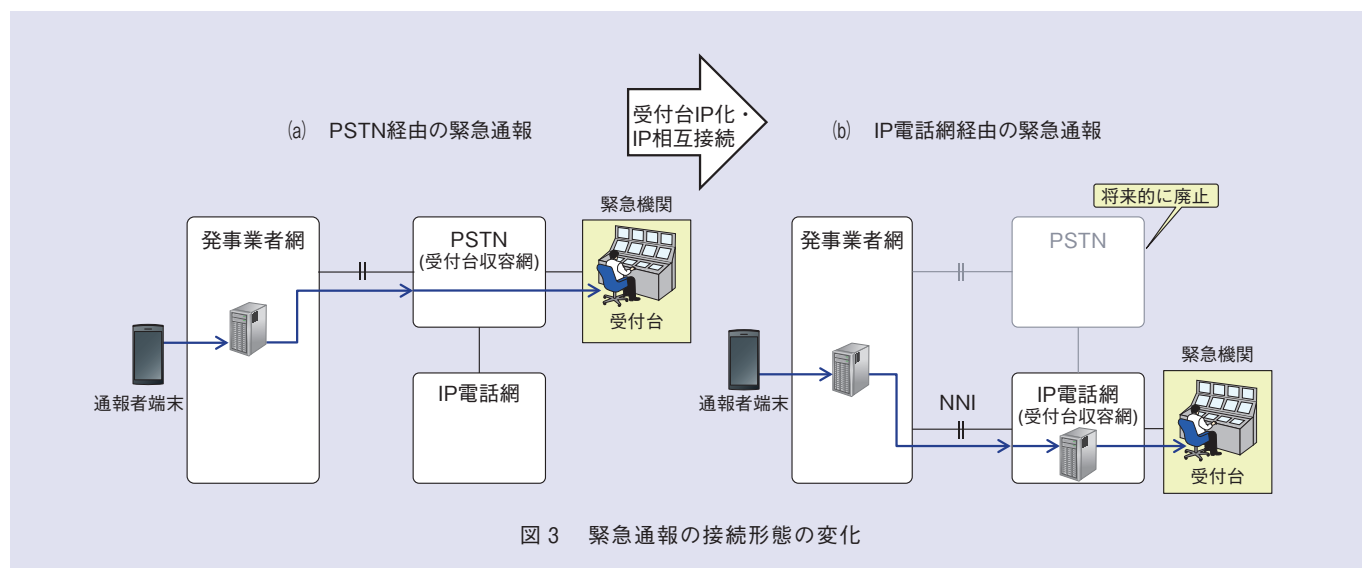 受付台IP化・
IP相互接続
(a) PSTN経由の緊急通報
発事業者網
PSTN
(受付台収容網)
緊急機関
受付台
通報者端末
IP電話網
(b) IP電話網経由の緊急通報
将来的に廃止
発事業者網
PSTN
通報者端末
NNI
IP電話網
(受付台収容網)
緊急機関
受付台
図3 緊急通報の接続形態の変化